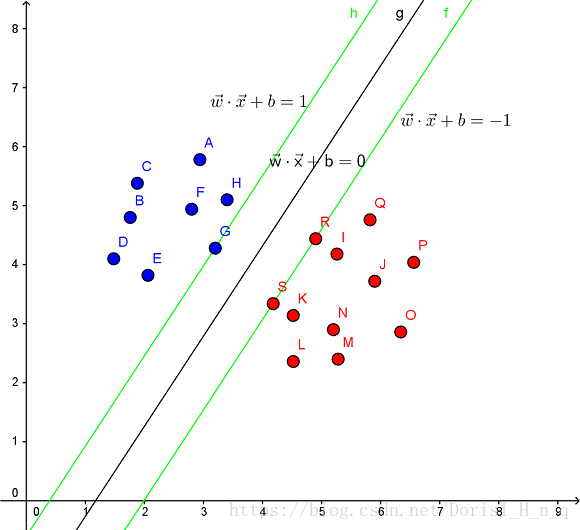 h g f
8
w⃗ · x⃗ + b = 1
7
w⃗ · x⃗ + b = −1
6
A
w⃗ · x⃗ + b = 0
C
H
F
B
Q
5
R
G
I
D
P
E
4
J
S
K
3
N
O
L
M
2
1
0
0 1 2 3 4 5 6 7 8 9